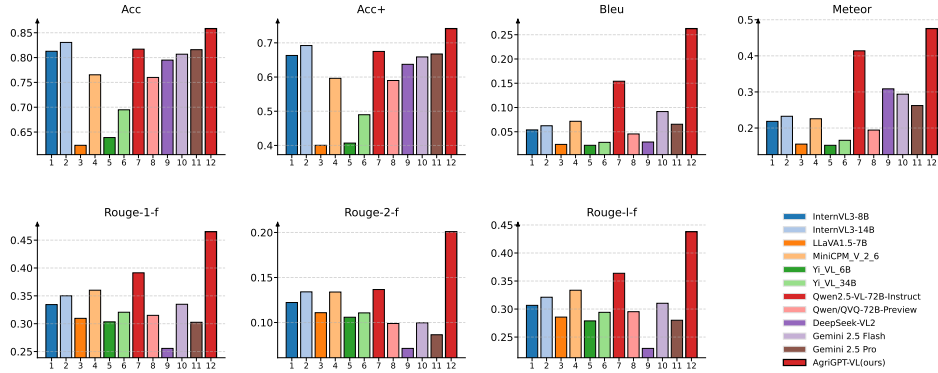 Acc
0.85
0.80
0.75
0.70
0.65
1 2 3 4 5 6 7 8 9 10 11 12
Acc+
0.7
0.6
0.5
0.4
1 2 3 4 5 6 7 8 9 10 11 12
Bleu
0.25
0.20
0.15
0.10
0.05
1 2 3 4 5 6 7 8 9 10 11 12
Meteor
0.5
0.4
0.3
0.2
1 2 3 4 5 6 7 8 9 10 11 12
Rouge-1-f
0.45
0.40
0.35
0.30
0.25
1 2 3 4 5 6 7 8 9 10 11 12
Rouge-2-f
0.20
0.15
0.10
1 2 3 4 5 6 7 8 9 10 11 12
Rouge-l-f
0.45
0.40
0.35
0.30
0.25
1 2 3 4 5 6 7 8 9 10 11 12
InternVL3-8B
InternVL3-14B
LLaVA1.5-7B
MiniCPM_V_2_6
Yi_VL_6B
Yi_VL_34B
Qwen2.5-VL-72B-Instruct
Qwen/QVQ-72B-Preview
DeepSeek-VL2
Gemini 2.5 Flash
Gemini 2.5 Pro
AgriGPT-VL(ours)